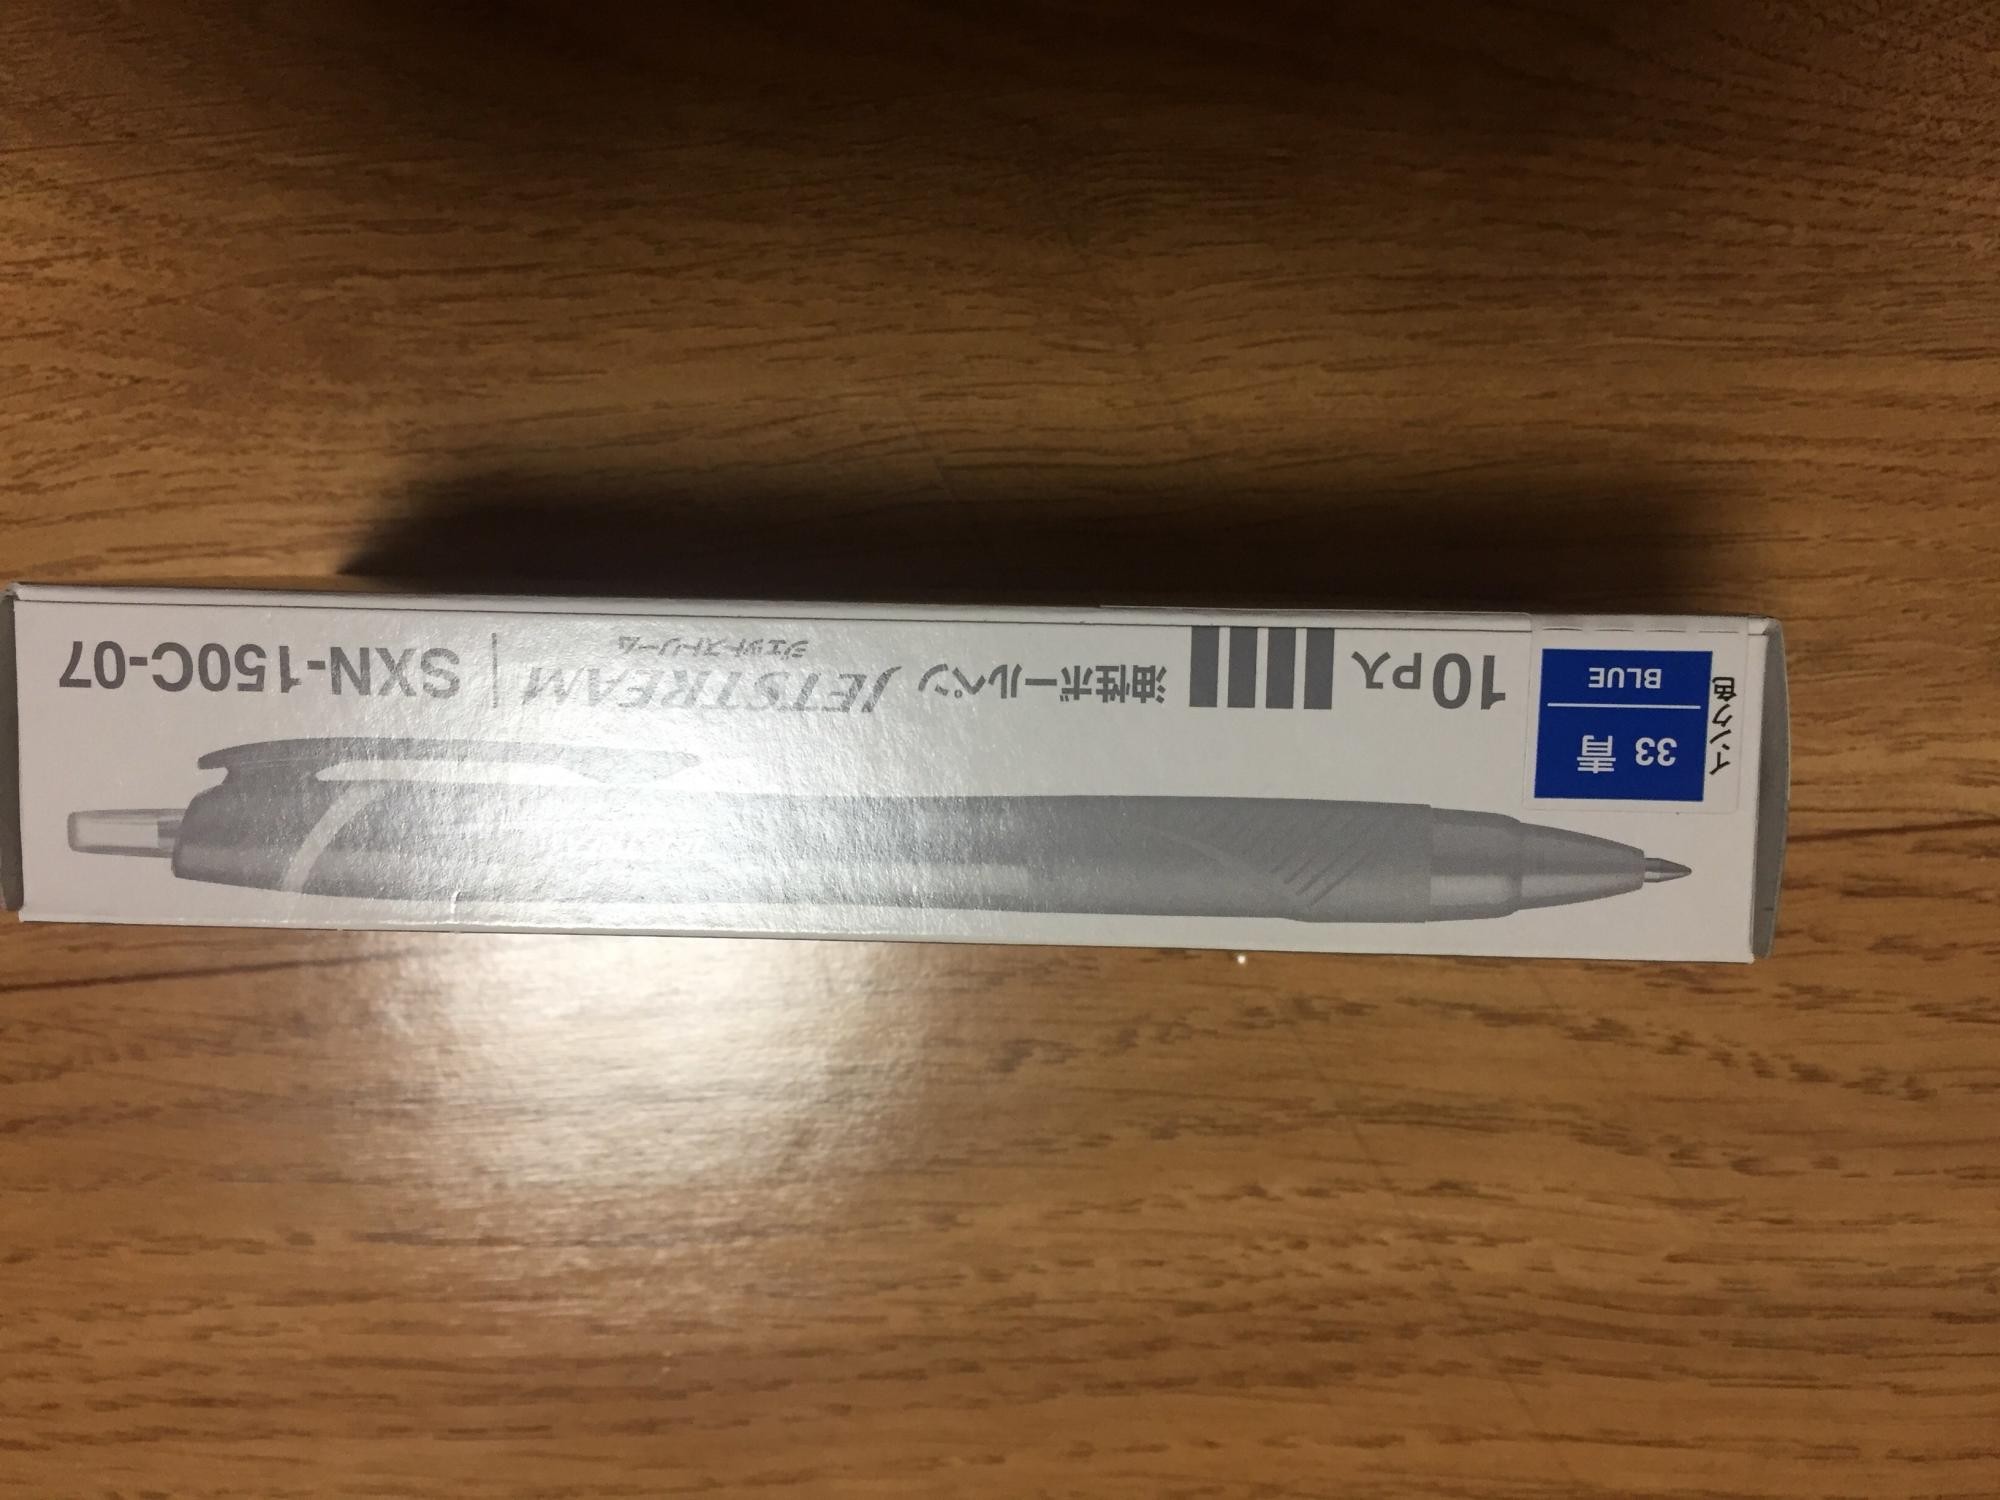 インク色
33 青
BLUE
10P入
油性ボールペン
JETSTREAM
ジェットストリーム
SXN-150C-07
JETSTREAM